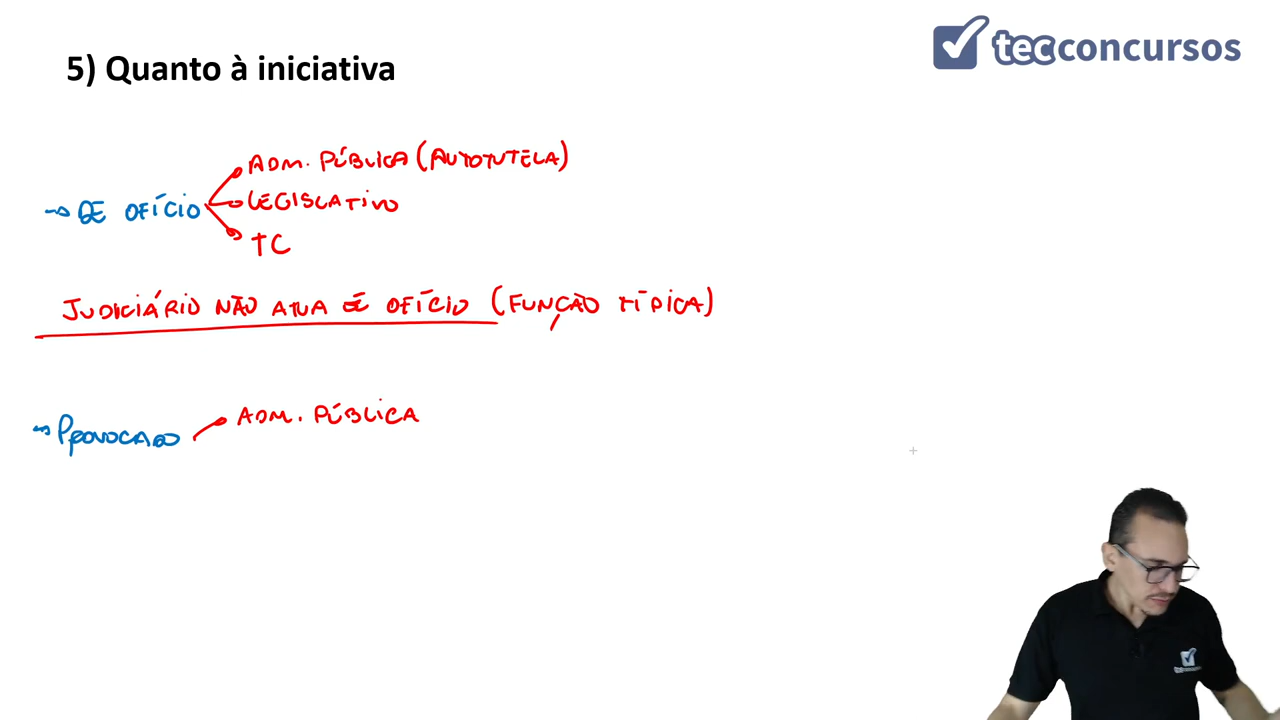 tecconcursos
5) Quanto à iniciativa
ADM. PÚBLICA (AUTOTUTELA)
→ DE OFÍCIO
LEGISLATIVO
TC
JUDICIÁRIO NÃO ATUA DE OFÍCIO (FUNÇÃO TÍPICA)
ADM. PÚBLICA
→ PROVOCADO
tecconcursos